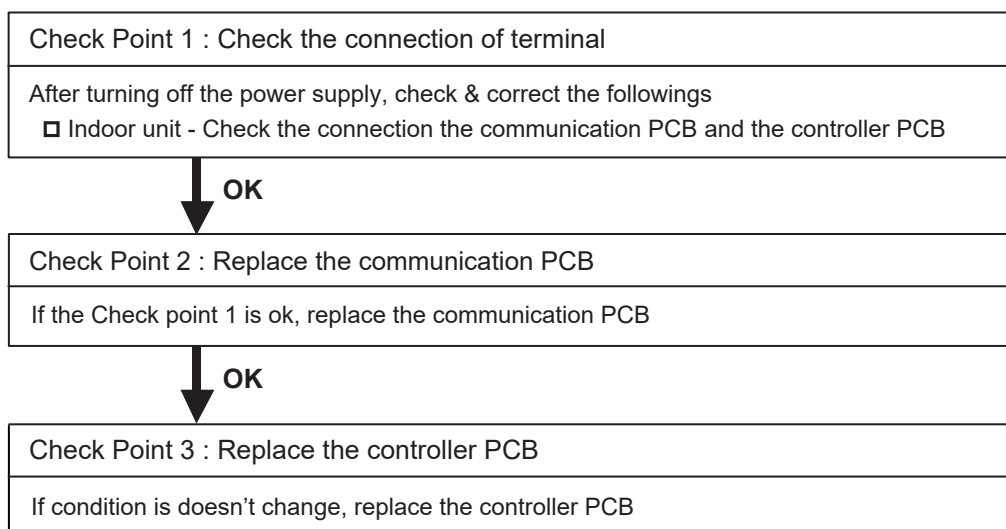 Check Point 1 : Check the connection of terminal
After turning off the power supply, check & correct the followings
Indoor unit - Check the connection the communication PCB and the controller PCB
OK
Check Point 2 : Replace the communication PCB
If the Check point 1 is ok, replace the communication PCB
OK
Check Point 3 : Replace the controller PCB
If condition is doesn’t change, replace the controller PCB